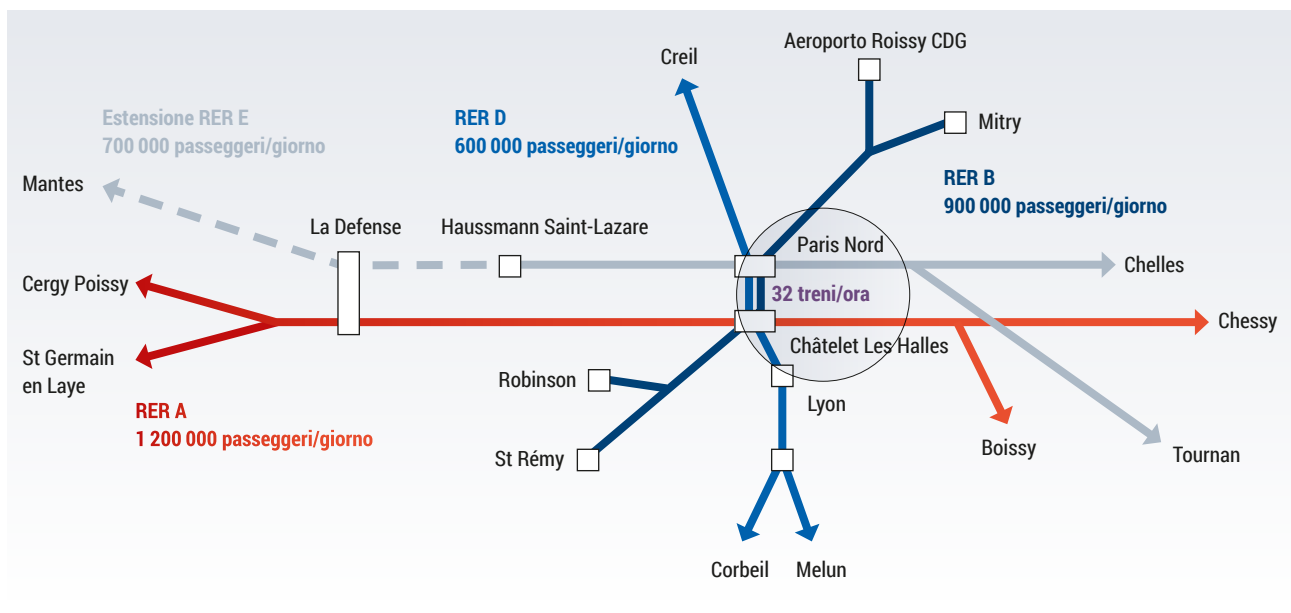 Aeroporto Roissy CDG
Creil
Estensione RER E
700 000 passeggeri/giorno
RER D
600 000 passeggeri/giorno
Mitry
RER B
900 000 passeggeri/giorno
Mantes
La Defense
Haussmann Saint-Lazare
Paris Nord
Chelles
Cergy Poissy
32 treni/ora
Chessy
St Germain
en Laye
Châtelet Les Halles
Robinson
Lyon
RER A
1 200 000 passeggeri/giorno
St Rémy
Boissy
Tournan
Corbeil
Melun